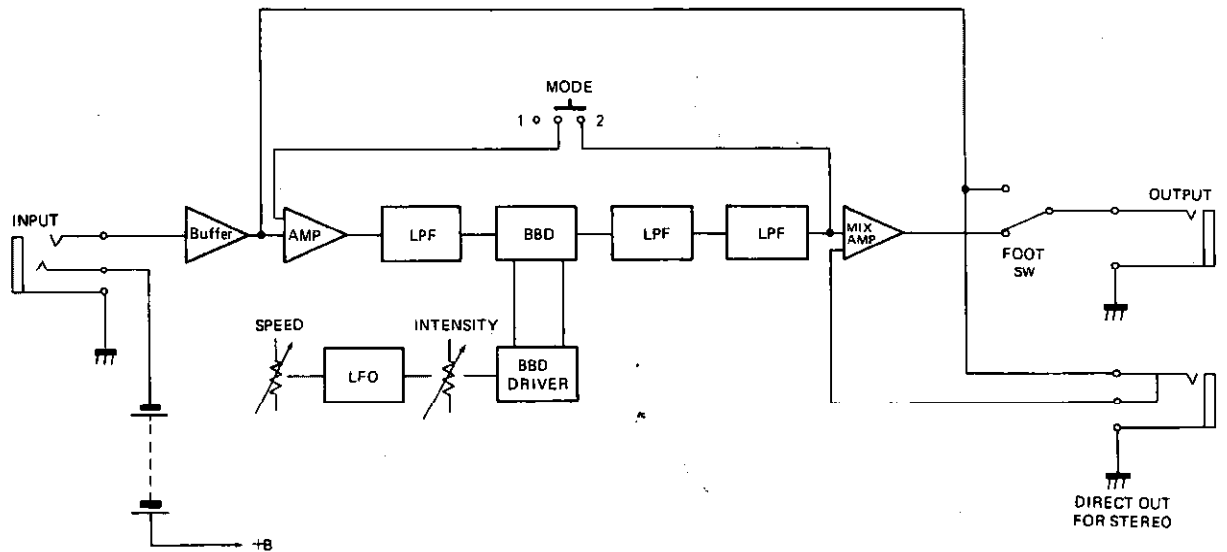 MODE
1 2
INPUT
OUTPUT
Buffer
AMP
LPF
BBD
LPF
LPF
MIX
AMP
FOOT
SW
SPEED
INTENSITY
LFO
BBD
DRIVER
DIRECT OUT
FOR STEREO
+B